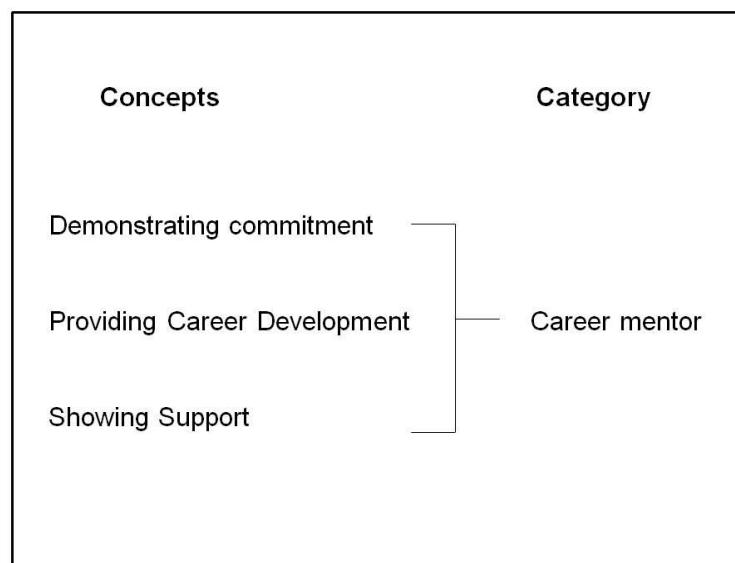 Concepts Category
Demonstrating commitment
Providing Career Development Career mentor
Showing Support